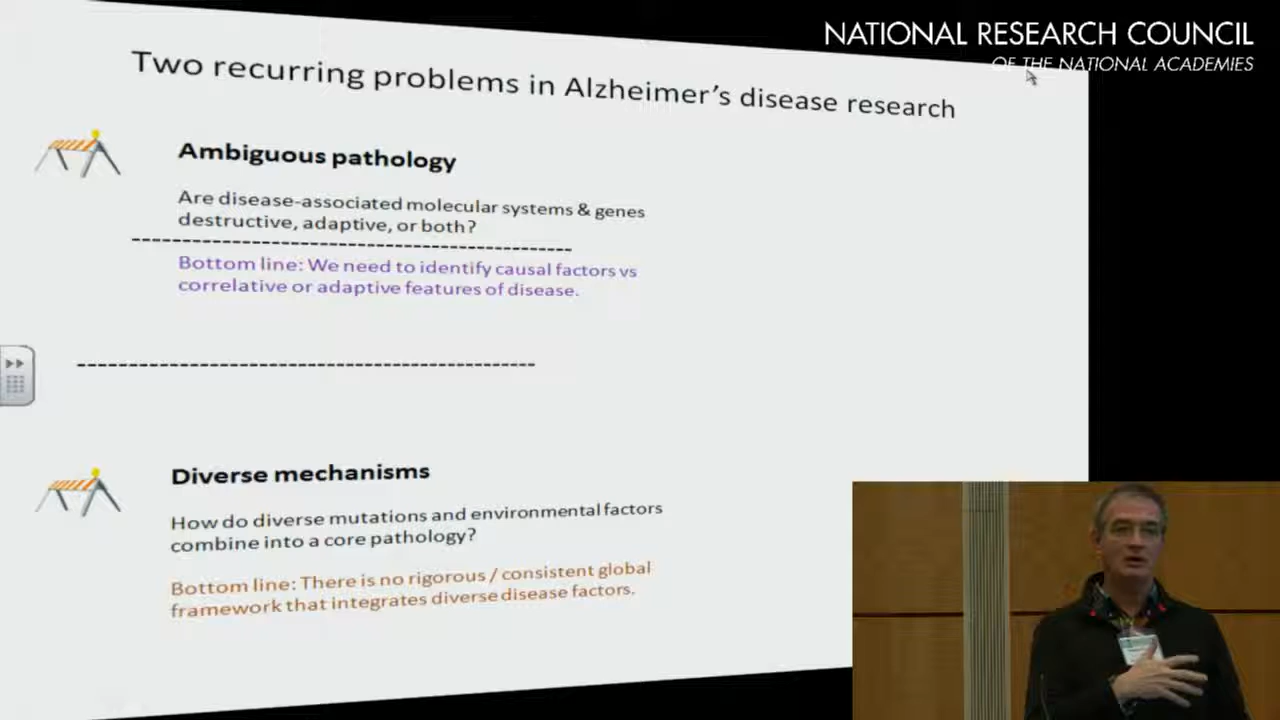 NATIONAL RESEARCH COUNCIL
OF THE NATIONAL ACADEMIES
Two recurring problems in Alzheimer's disease research
Ambiguous pathology
Are disease-associated molecular systems & genes
destructive, adaptive, or both?
Bottom line: We need to identify causal factors vs
correlative or adaptive features of disease.
Diverse mechanisms
How do diverse mutations and environmental factors
combine into a core pathology?
Bottom line: There is no rigorous / consistent global
framework that integrates diverse disease factors.